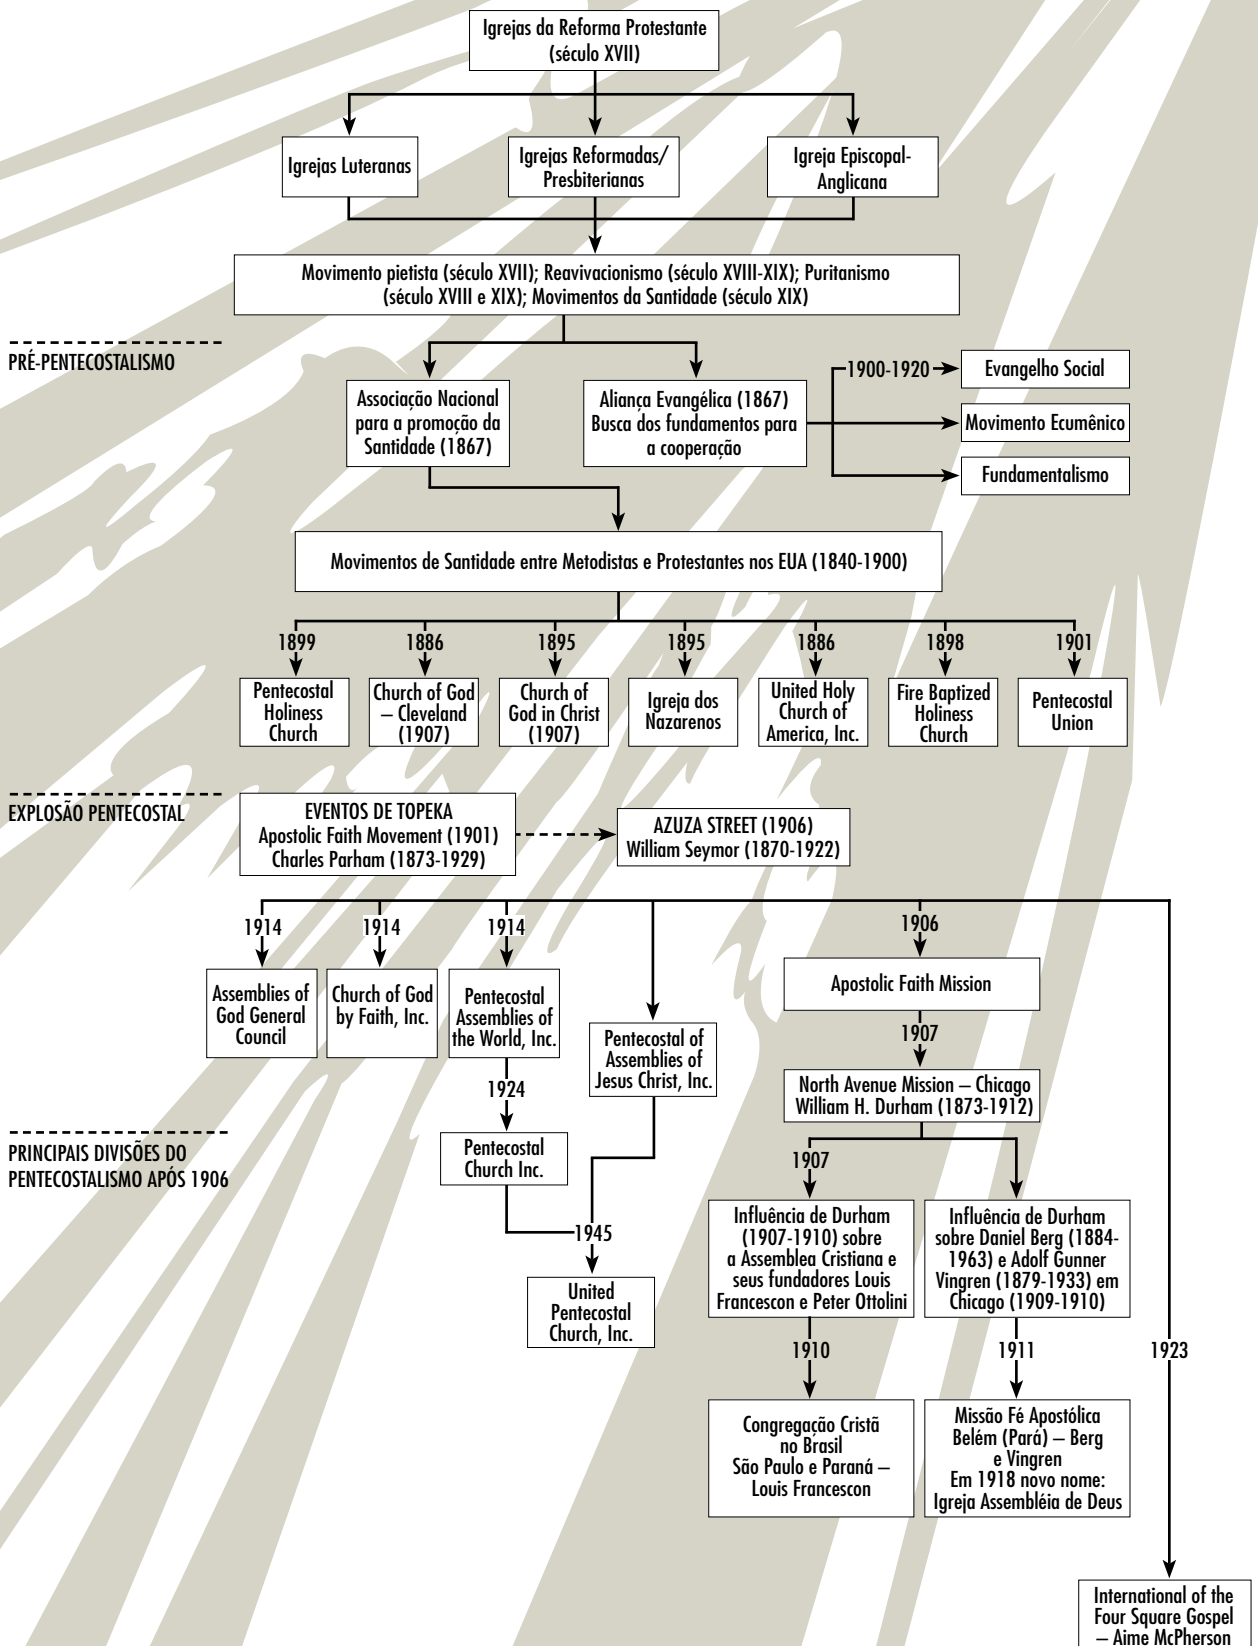 Igrejas da Reforma Protestante
(século XVII)
Igrejas Luteranas
Igrejas Reformadas/
Presbiterianas
Igreja Episcopal-
Anglicana
Movimento pietista (século XVII); Reavivacionismo (século XVIII-XIX); Puritanismo
(século XVIII e XIX); Movimentos da Santidade (século XIX)
PRÉ-PENTECOSTALISMO
Associação Nacional
para a promoção da
Santidade (1867)
Aliança Evangélica (1867)
Busca dos fundamentos para
a cooperação
1900-1920
Evangelho Social
Movimento Ecumênico
Fundamentalismo
Movimentos de Santidade entre Metodistas e Protestantes nos EUA (1840-1900)
1899
Pentecostal
Holiness
Church
1886
Church of God
– Cleveland
(1907)
1895
Church of
God in Christ
(1907)
1895
Igreja dos
Nazarenos
1886
United Holy
Church of
America, Inc.
1898
Fire Baptized
Holiness
Church
1901
Pentecostal
Union
EXPLOSÃO PENTECOSTAL
EVENTOS DE TOPEKA
Apostolic Faith Movement (1901)
Charles Parham (1873-1929)
AZUZA STREET (1906)
William Seymor (1870-1922)
1914
Assemblies of
God General
Council
1914
Church of God
by Faith, Inc.
1914
Pentecostal
Assemblies of
the World, Inc.
Pentecostal of
Assemblies of
Jesus Christ, Inc.
1906
Apostolic Faith Mission
1907
North Avenue Mission – Chicago
William H. Durham (1873-1912)
1924
Pentecostal
Church Inc.
PRINCIPAIS DIVISÕES DO
PENTECOSTALISMO APÓS 1906
1945
United
Pentecostal
Church, Inc.
1907
Influência de Durham
(1907-1910) sobre
a Assemblea Cristiana e
seus fundadores Louis
Francescon e Peter Ottolini
Influência de Durham
sobre Daniel Berg (1884-
1963) e Adolf Gunner
Vingren (1879-1933) em
Chicago (1909-1910)
1910
Congregação Cristã
no Brasil
São Paulo e Paraná –
Louis Francescon
1911
Missão Fé Apostólica
Belém (Pará) – Berg
e Vingren
Em 1918 novo nome:
Igreja Assembléia de Deus
1923
International of the
Four Square Gospel
– Aime McPherson